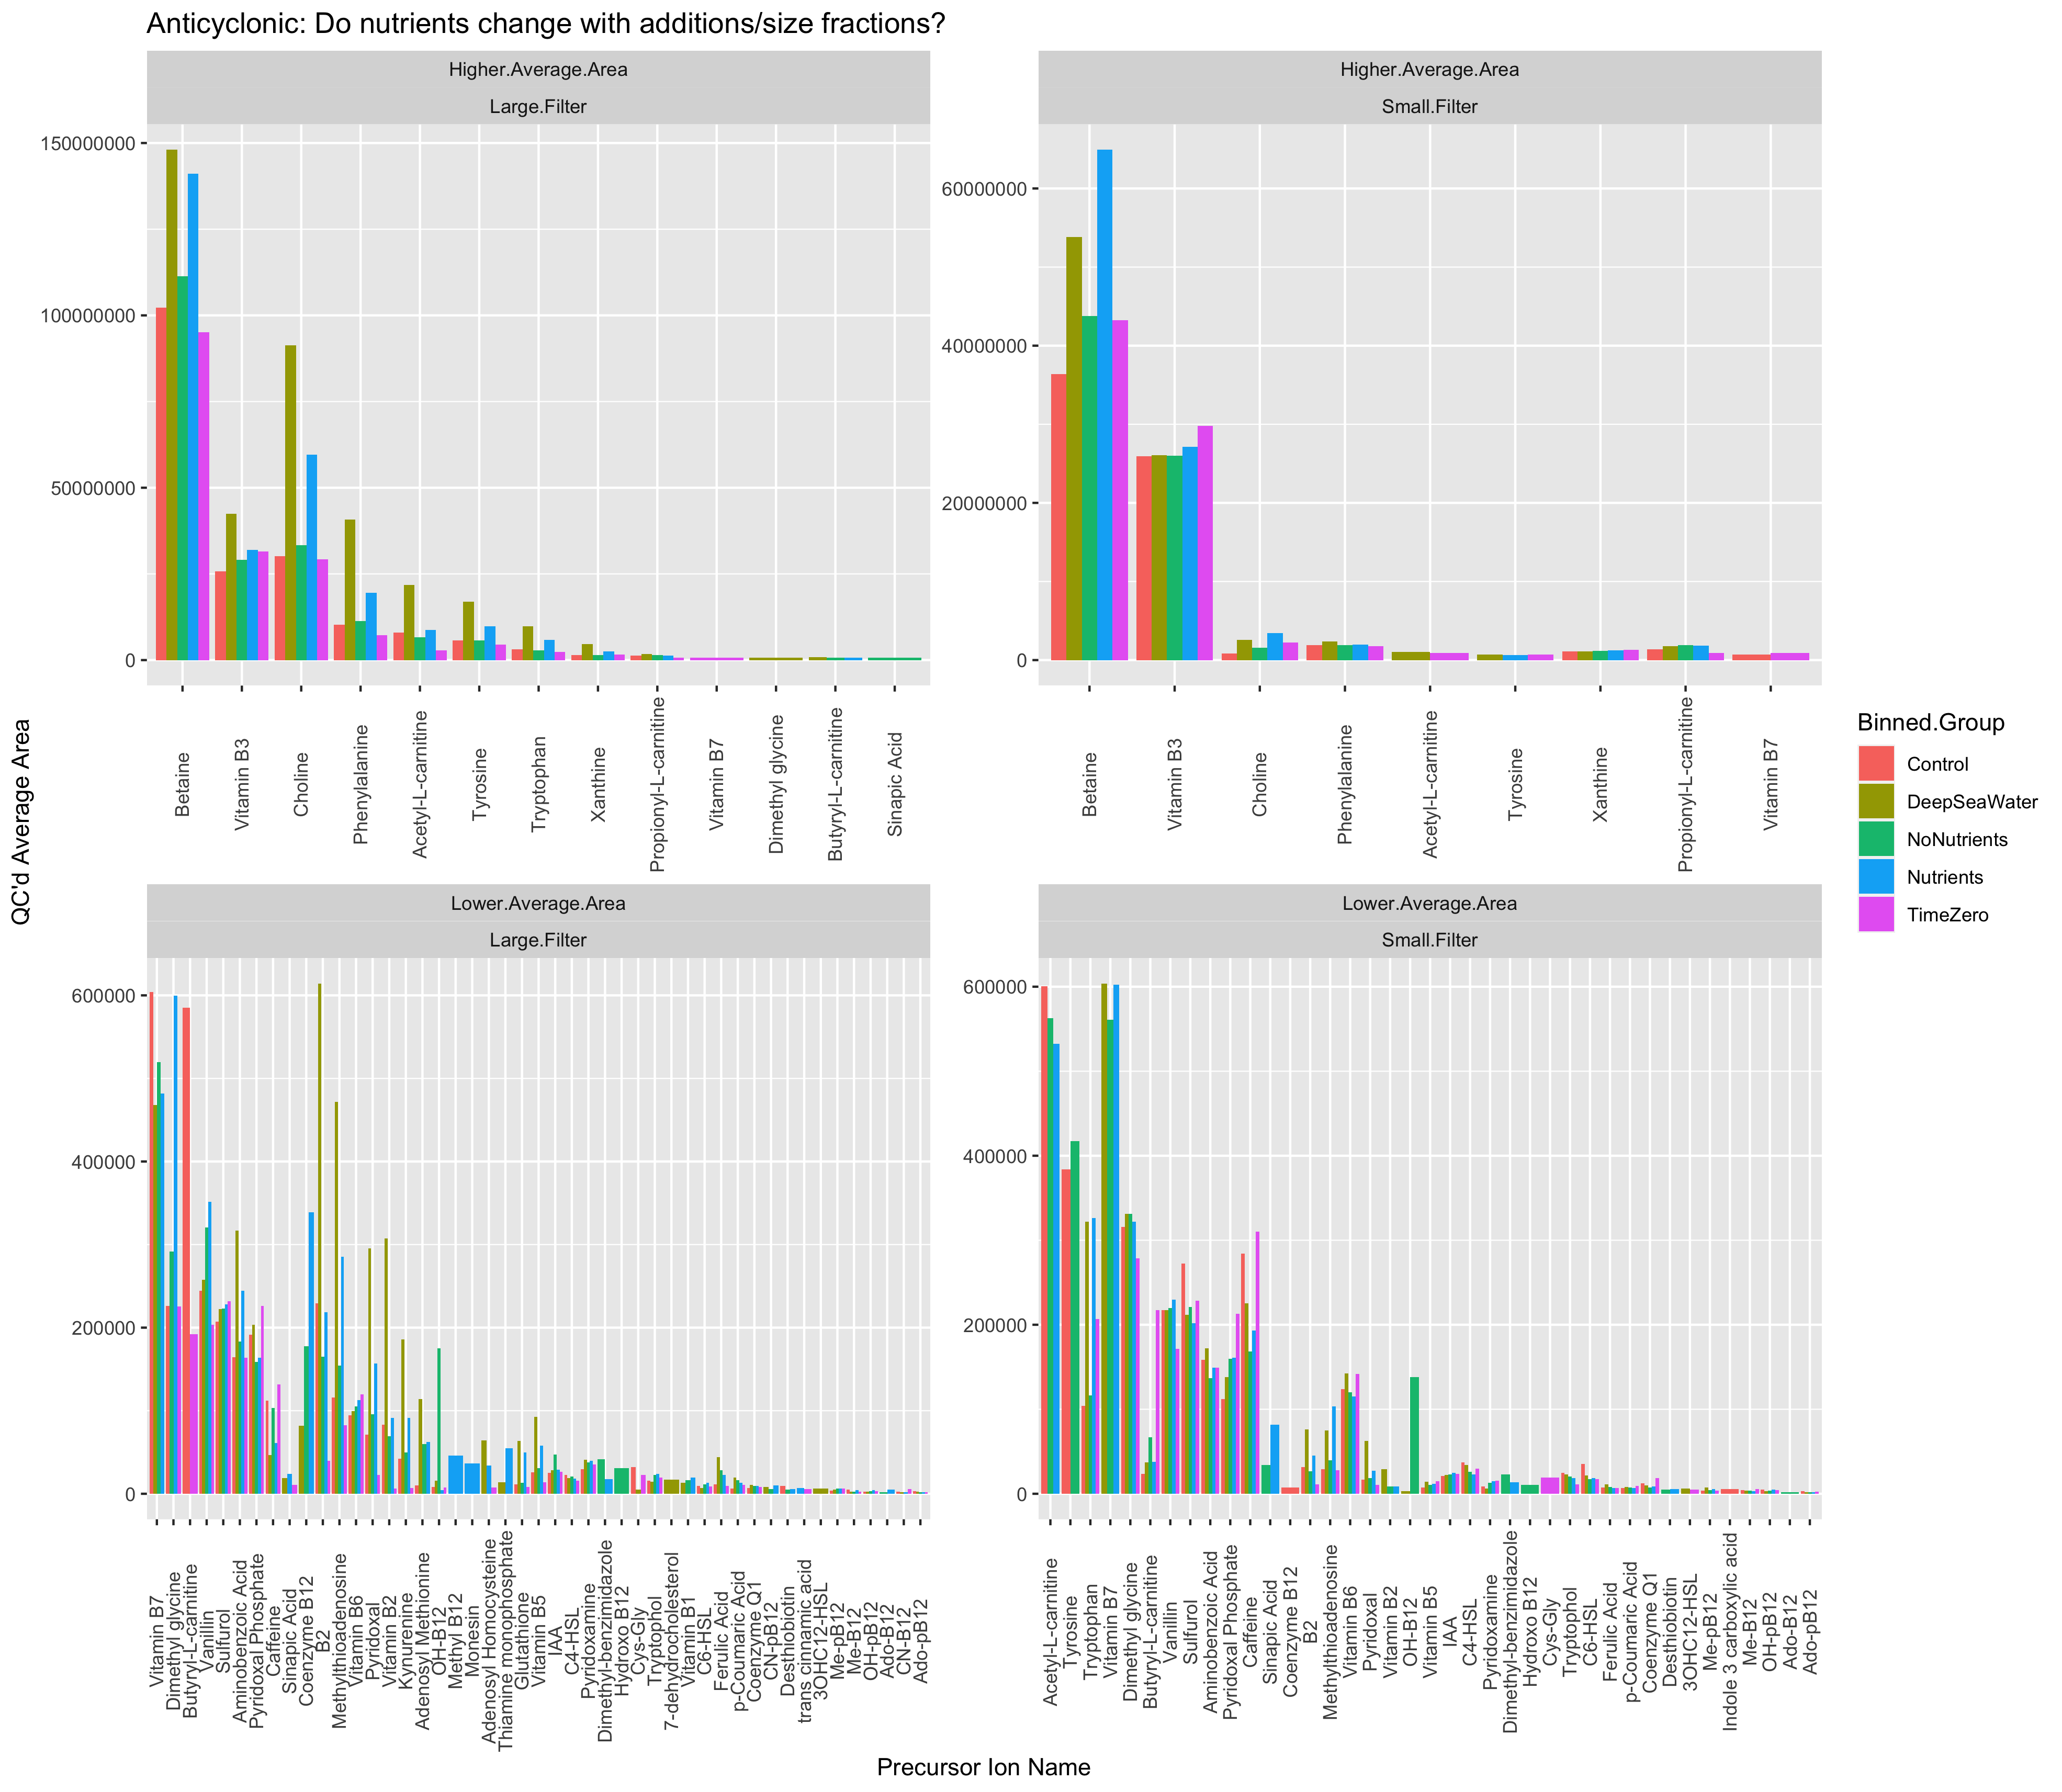 Anticyclonic: Do nutrients change with additions/size fractions?
Higher.Average.Area
Large.Filter
150000000
100000000
50000000
0
Betaine
Vitamin B3
Choline
Phenylalanine
Acetyl-L-carnitine
Tyrosine
Tryptophan
Xanthine
Propionyl-L-carnitine
Vitamin B7
Dimethyl glycine
Butyryl-L-carnitine
Sinapic Acid
Higher.Average.Area
Small.Filter
60000000
40000000
20000000
0
Betaine
Vitamin B3
Choline
Phenylalanine
Acetyl-L-carnitine
Tyrosine
Xanthine
Propionyl-L-carnitine
Vitamin B7
QC'd Average Area
Lower.Average.Area
Large.Filter
600000
400000
200000
0
Vitamin B7
Dimethyl glycine
Butyryl-L-carnitine
Vanillin
Sulfurol
Aminobenzoic Acid
Pyridoxal Phosphate
Caffeine
Sinapic Acid
Coenzyme B12
B2
Methylthioadenosine
Vitamin B6
Pyridoxal
Vitamin B2
Kynurenine
Adenosyl Methionine
OH-B12
Methyl B12
Monesin
Adenosyl Homocysteine
Thiamine monophosphate
Glutathione
Vitamin B5
IAA
C4-HSL
Pyridoxamine
Dimethyl-benzimidazole
Hydroxo B12
Cys-Gly
Tryptophol
7-dehydrocholesterol
Vitamin B1
C6-HSL
Ferulic Acid
p-Coumaric Acid
Coenzyme Q1
CN-pB12
Desthiobiotin
trans cinnamic acid
3OHC12-HSL
Me-pB12
Me-B12
OH-pB12
Ado-B12
CN-B12
Ado-pB12
Lower.Average.Area
Small.Filter
600000
400000
200000
0
Acetyl-L-carnitine
Tyrosine
Tryptophan
Vitamin B7
Dimethyl glycine
Butyryl-L-carnitine
Vanillin
Sulfurol
Aminobenzoic Acid
Pyridoxal Phosphate
Caffeine
Sinapic Acid
Coenzyme B12
B2
Methylthioadenosine
Vitamin B6
Pyridoxal
Vitamin B2
OH-B12
Vitamin B5
IAA
C4-HSL
Pyridoxamine
Dimethyl-benzimidazole
Hydroxo B12
Cys-Gly
Tryptophol
C6-HSL
Ferulic Acid
p-Coumaric Acid
Coenzyme Q1
Desthiobiotin
3OHC12-HSL
Me-pB12
Indole 3 carboxylic acid
Me-B12
OH-pB12
Ado-B12
Ado-pB12
Precursor Ion Name
Binned.Group
Control
DeepSeaWater
NoNutrients
Nutrients
TimeZero